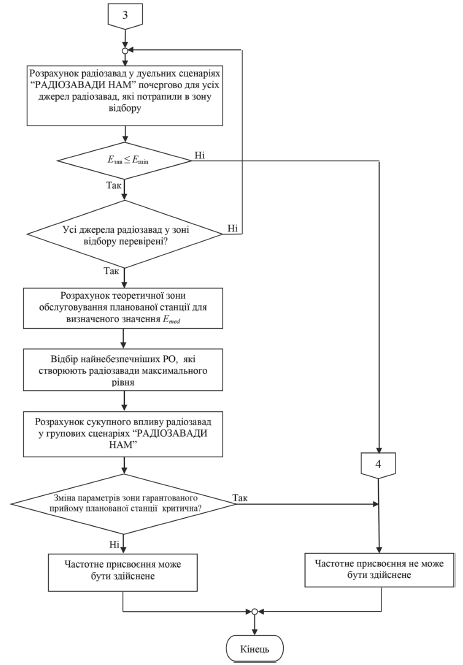 3
Розрахунок радіозавад у дуельних сценаріях
“РАДІОЗАВАДИ НАМ” почергово для усіх
джерел радіозавад, які потрапили в зону
відбору
Eзав ≤ Emin
Ні
Так
Усі джерела радіозавад у зоні
відбору перевірені?
Ні
Так
Розрахунок теоретичної зони
обслуговування планованої станції для
визначеного значення Emed
Відбір найнебезпечніших РО, які
створюють радіозавади максимального
рівня
Розрахунок сукупного впливу радіозавад
у групових сценаріях “РАДІОЗАВАДИ
НАМ”
4
Зміна параметрів зони гарантованого
прийому планованої станції критична?
Так
Ні
Частотне присвоєння може
бути здійснене
Частотне присвоєння не може
бути здійснене
Кінець